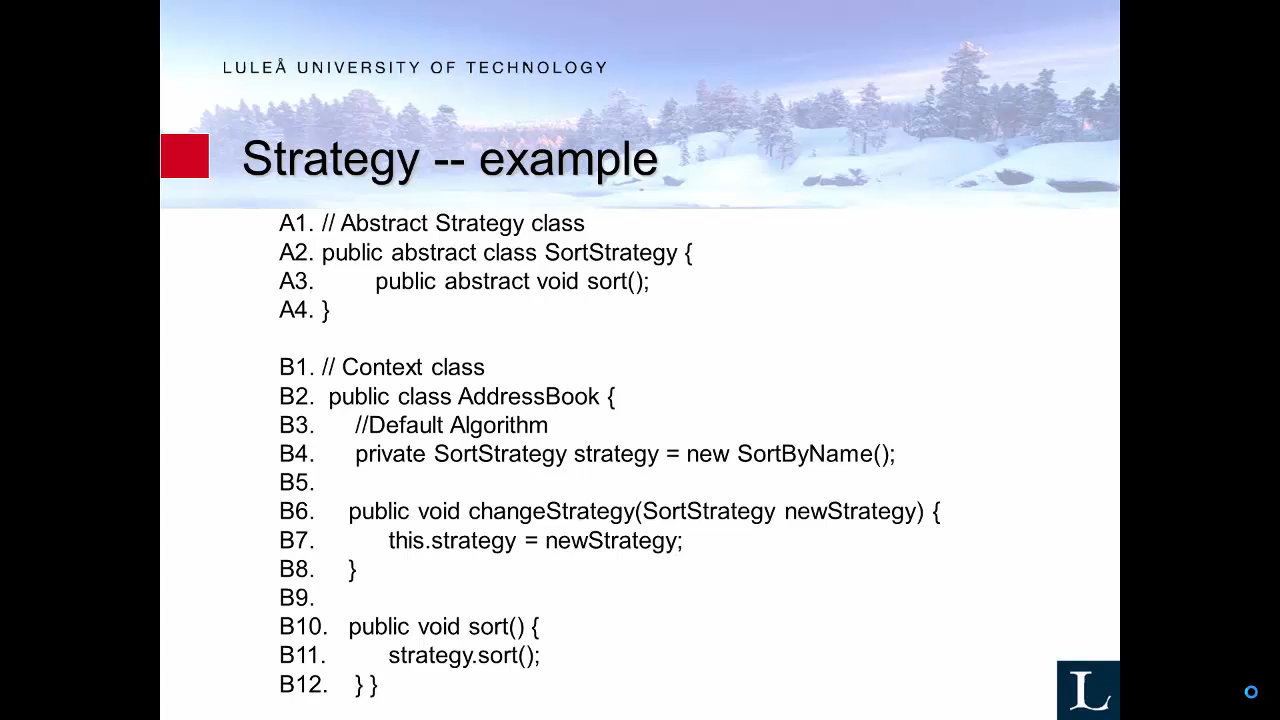 LULEÅ UNIVERSITY OF TECHNOLOGY
Strategy -- example
A1. // Abstract Strategy class
A2. public abstract class SortStrategy {
A3. public abstract void sort();
A4. }
B1. // Context class
B2. public class AddressBook {
B3. //Default Algorithm
B4. private SortStrategy strategy = new SortByName();
B5.
B6. public void changeStrategy(SortStrategy newStrategy) {
B7. this.strategy = newStrategy;
B8. }
B9.
B10. public void sort() {
B11. strategy.sort();
B12. } }
L